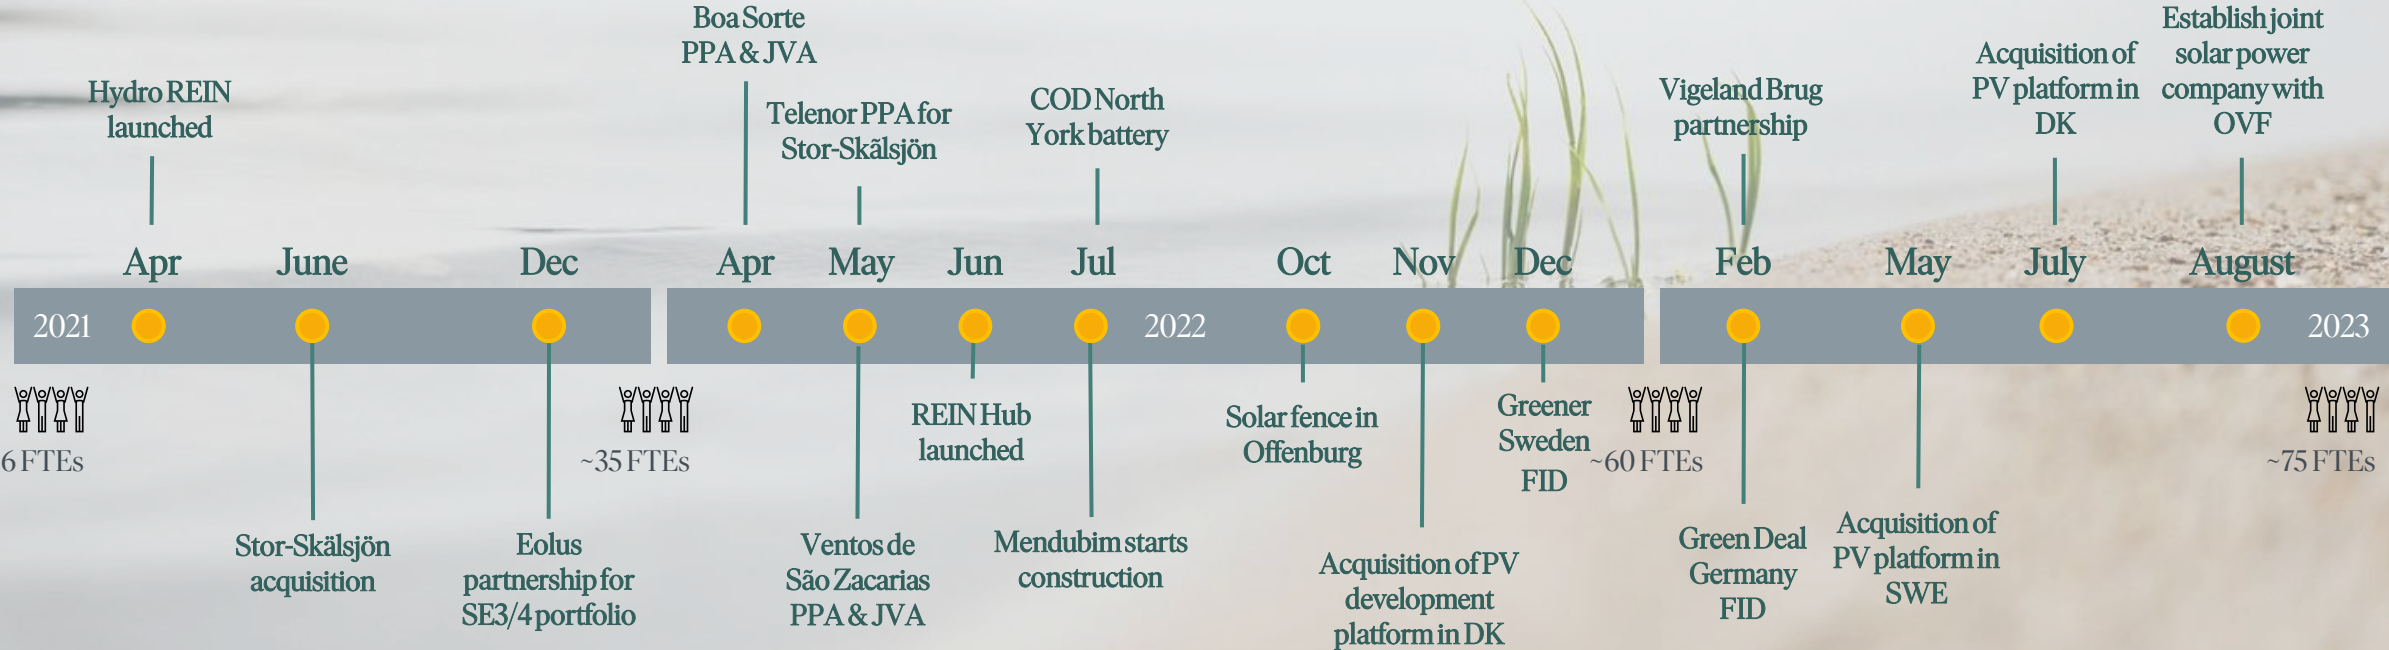 Boa Sorte
PPA & JVA
Hydro REIN
launched
Telenor PPA for
Stor-Skãlsjön
COD North
York battery
Vigeland Brug
partnership
Acquisition of
PV platform in
DK
Establish joint
solar power
company with
OVF
Apr
June
Dec
Apr
May
Jun
Jul
Oct
Nov
Dec
Feb
May
July
August
2021
2022
2023
6 FTEs
~35 FTEs
~60 FTEs
~75 FTEs
Stor-Skälsjön
acquisition
Eolus
partnership for
SE3/4 portfolio
Ventos de
São Zacarias
PPA & JVA
REIN Hub
launched
Mendubim starts
construction
Solar fence in
Offenburg
Acquisition of PV
development
platform in DK
Greener
Sweden
FID
Green Deal
Germany
FID
Acquisition of
PV platform in
SWE